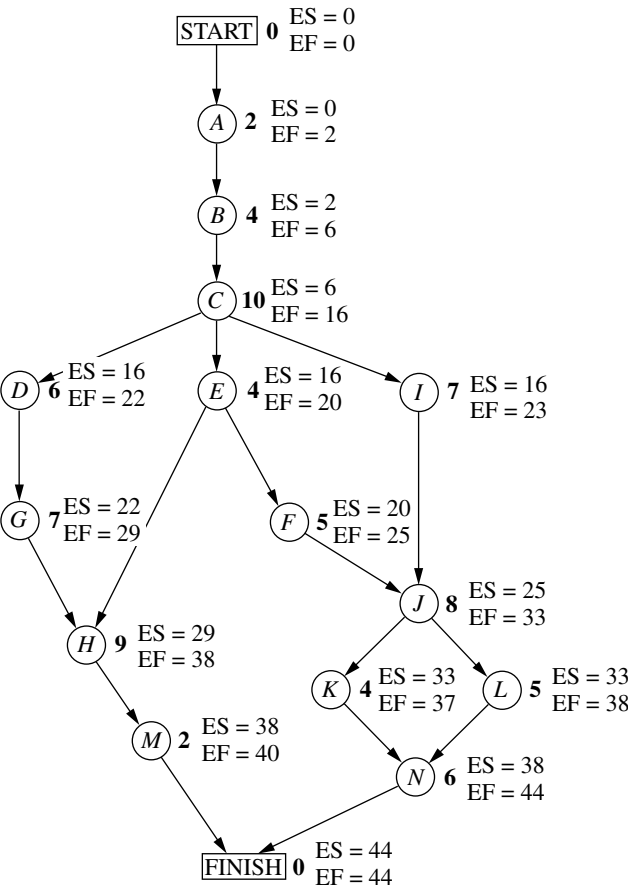 START 0 ES = 0
EF = 0
A 2 ES = 0
EF = 2
B 4 ES = 2
EF = 6
C 10 ES = 6
EF = 16
D 6 ES = 16
EF = 22
E 4 ES = 16
EF = 20
I 7 ES = 16
EF = 23
G 7 ES = 22
EF = 29
F 5 ES = 20
EF = 25
J 8 ES = 25
EF = 33
H 9 ES = 29
EF = 38
K 4 ES = 33
EF = 37
L 5 ES = 33
EF = 38
M 2 ES = 38
EF = 40
N 6 ES = 38
EF = 44
FINISH 0 ES = 44
EF = 44